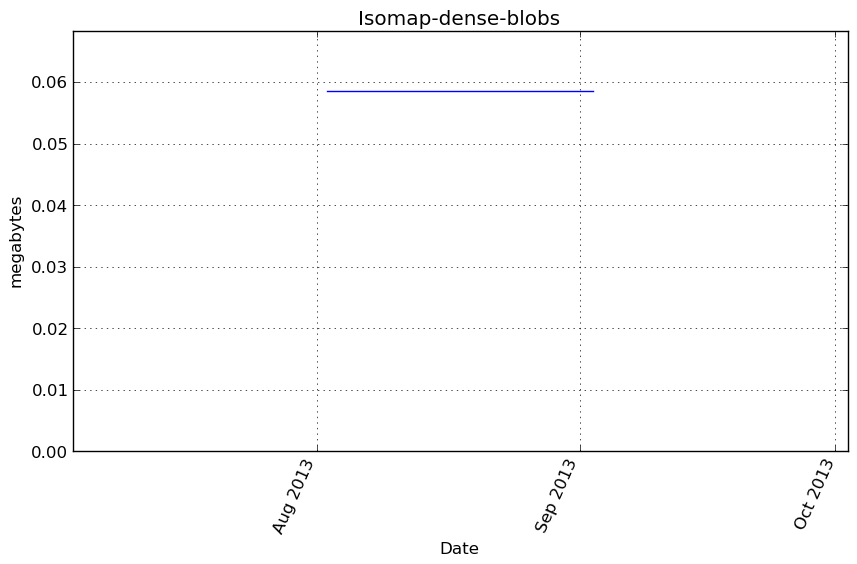 Isomap-dense-blobs
megabytes
0.06
0.05
0.04
0.03
0.02
0.01
0.00
Aug 2013
Sep 2013
Oct 2013
Date